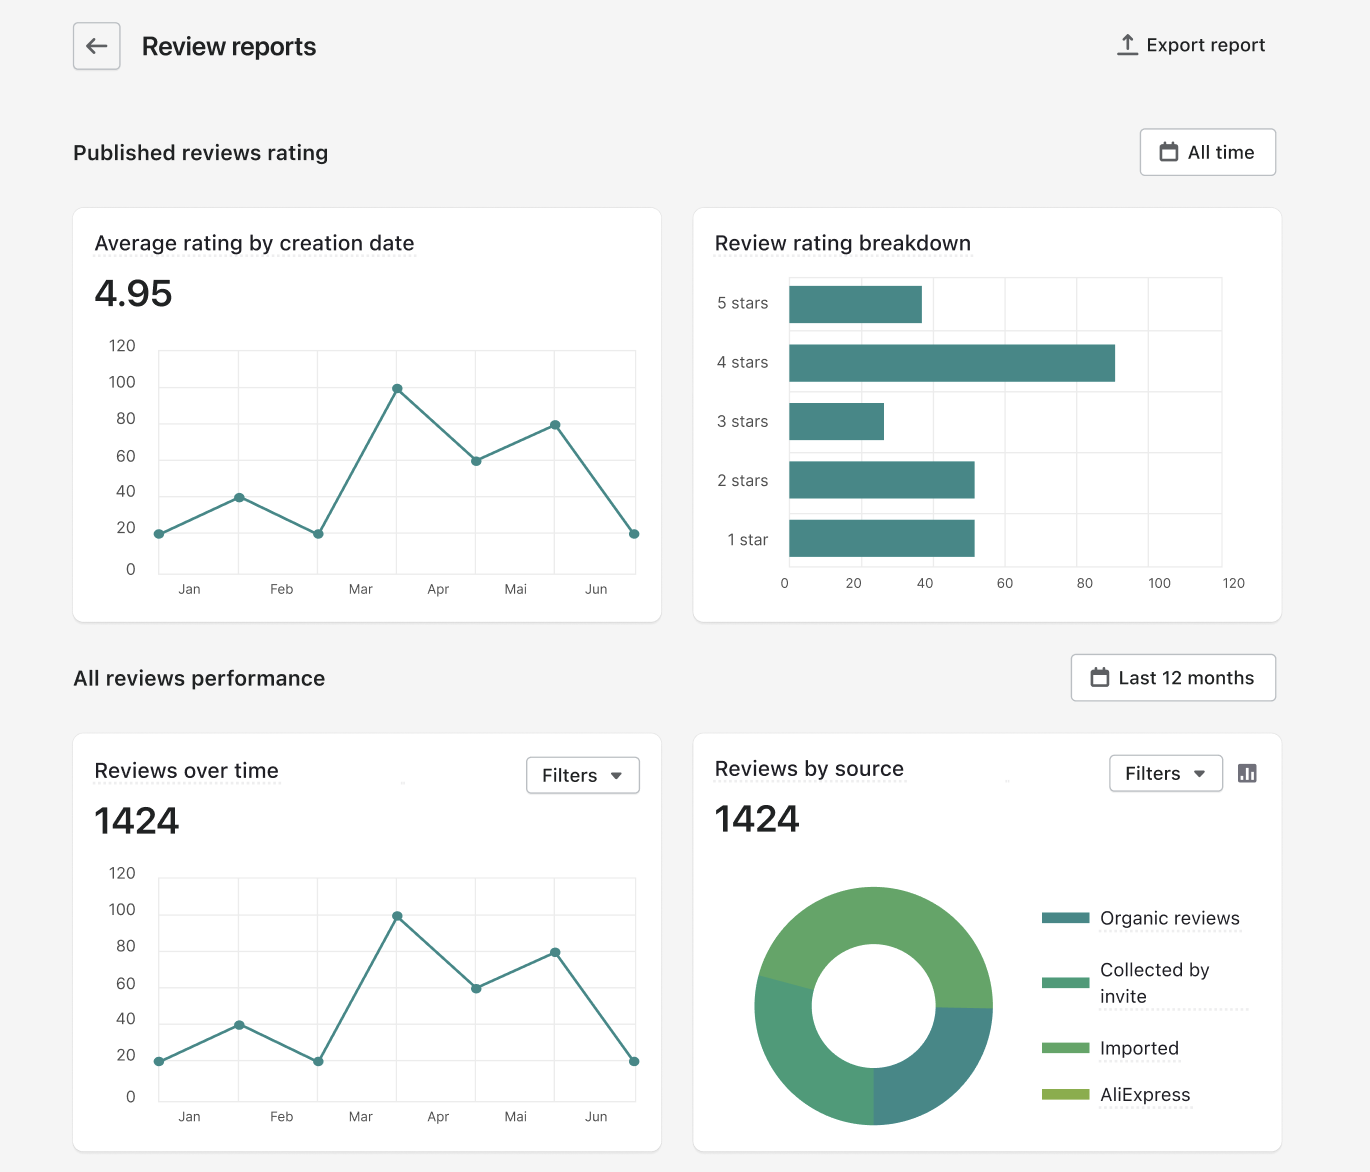 Review reports
Export report
Published reviews rating
All time
Average rating by creation date
4.95
120
100
80
60
40
20
0
Jan Feb Mar Apr Mai Jun
Review rating breakdown
5 stars
4 stars
3 stars
2 stars
1 star
0 20 40 60 80 100 120
All reviews performance
Last 12 months
Reviews over time
Filters
1424
120
100
80
60
40
20
0
Jan Feb Mar Apr Mai Jun
Reviews by source
Filters
1424
Organic reviews
Collected by
invite
Imported
AliExpress